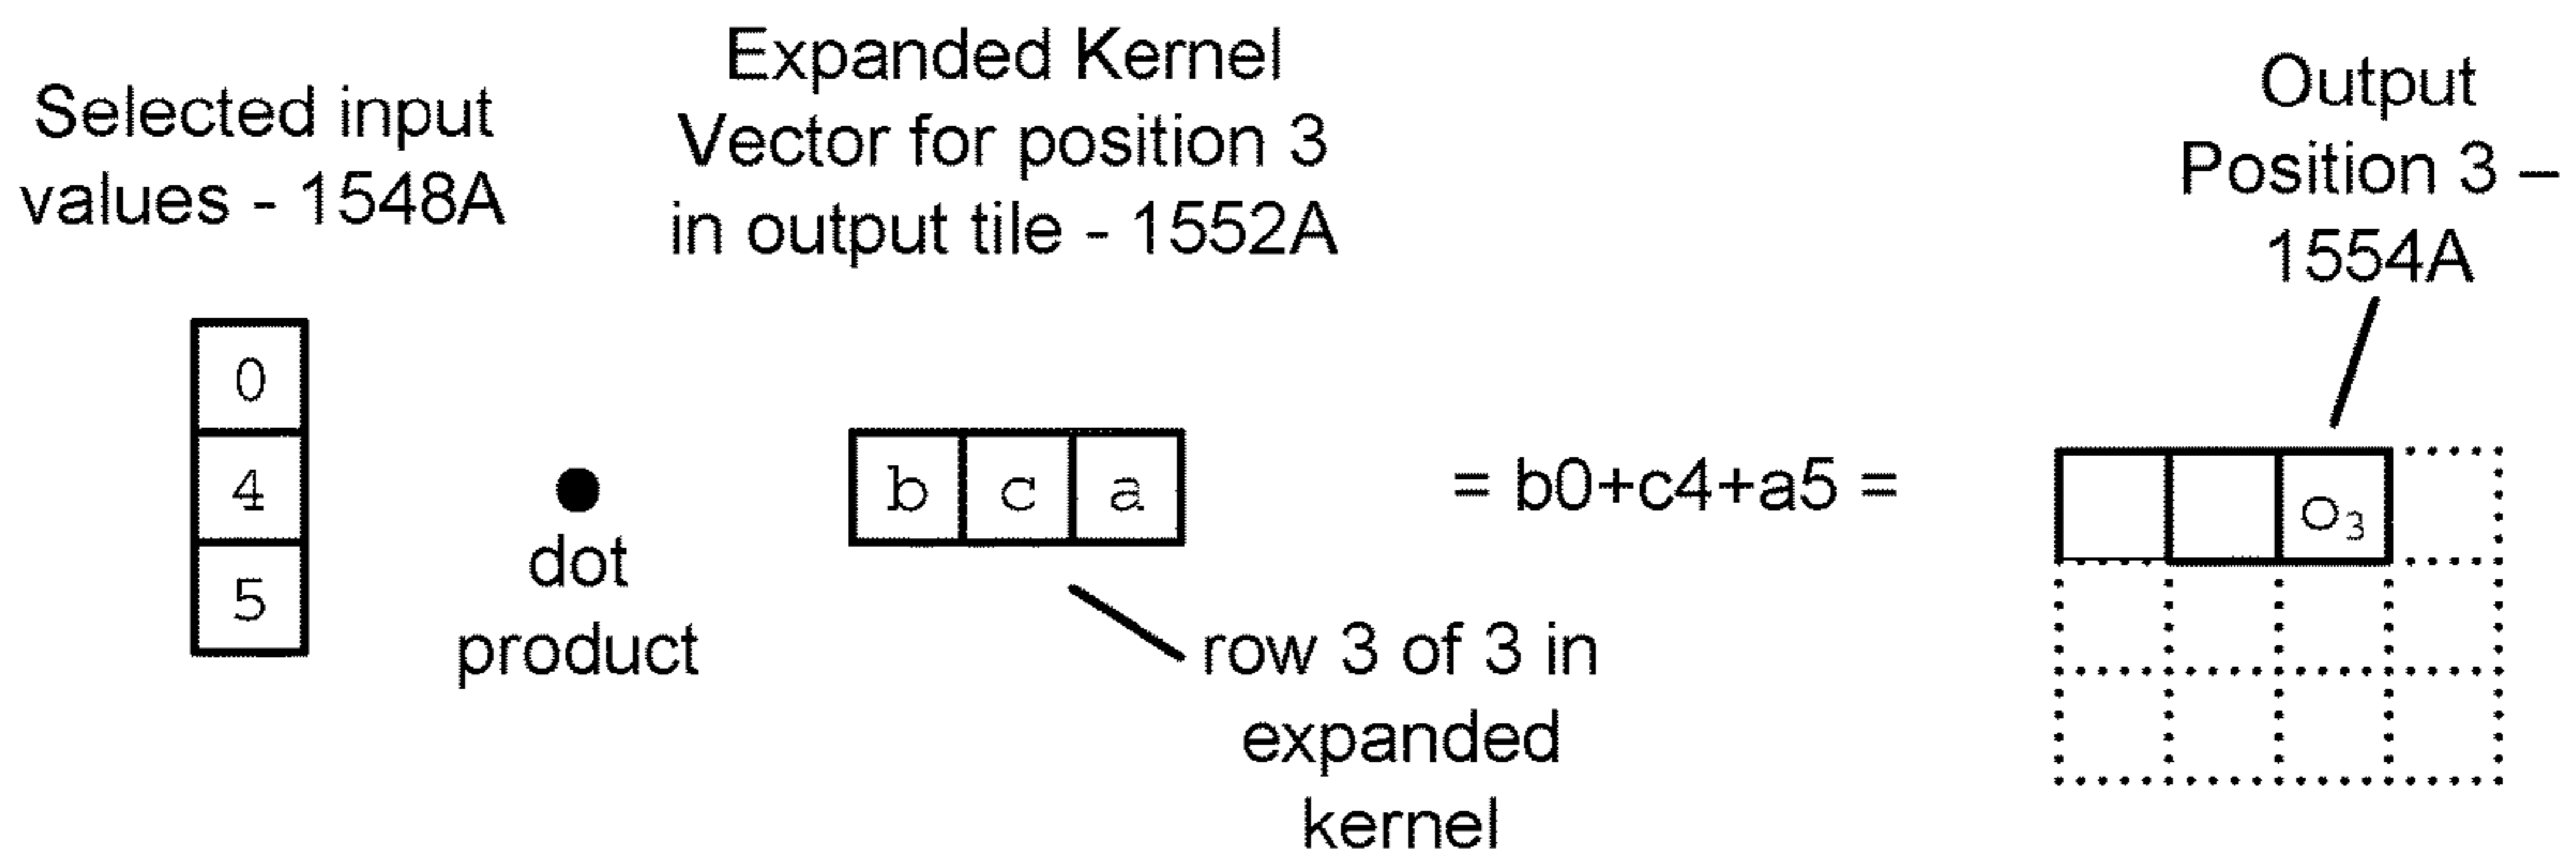 Selected input
values - 1548A
Expanded Kernel
Vector for position 3
in output tile - 1552A
Output
Position 3 –
1554A
0
4
5
dot
product
b c a
= b0+c4+a5 =
o₃
row 3 of 3 in
expanded
kernel